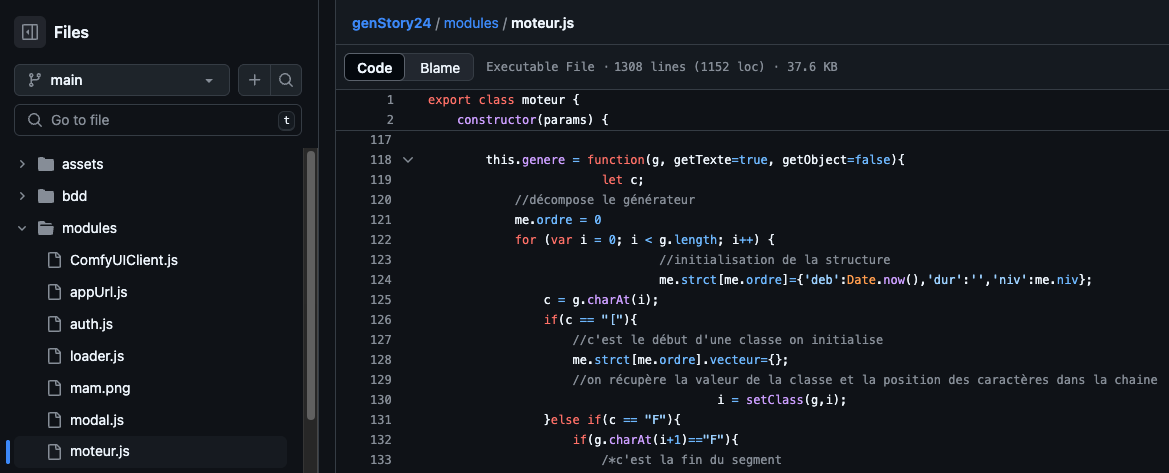 Files
main
Go to file
t
assets
bdd
modules
ComfyUIClient.js
appUrl.js
auth.js
loader.js
mam.png
modal.js
moteur.js
genStory24 / modules / moteur.js
Code Blame Executable File · 1308 lines (1152 loc) · 37.6 KB
1 export class moteur {
2 constructor(params) {
117
118 this.genere = function(g, getTexte=true, getObject=false){
119 let c;
120 //décompose le générateur
121 me.ordre = 0
122 for (var i = 0; i < g.length; i++) {
123 //initialisation de la structure
124 me.strct[me.ordre]={'deb':Date.now(),'dur':'','niv':me.niv};
125 c = g.charAt(i);
126 if(c == "["){
127 //c'est le début d'une classe on initialise
128 me.strct[me.ordre].vecteur={};
129 //on récupère la valeur de la classe et la position des caractères dans la chaine
130 i = setClass(g,i);
131 }else if(c == "F"){
132 if(g.charAt(i+1)=="F"){
133 /*c'est la fin du segment